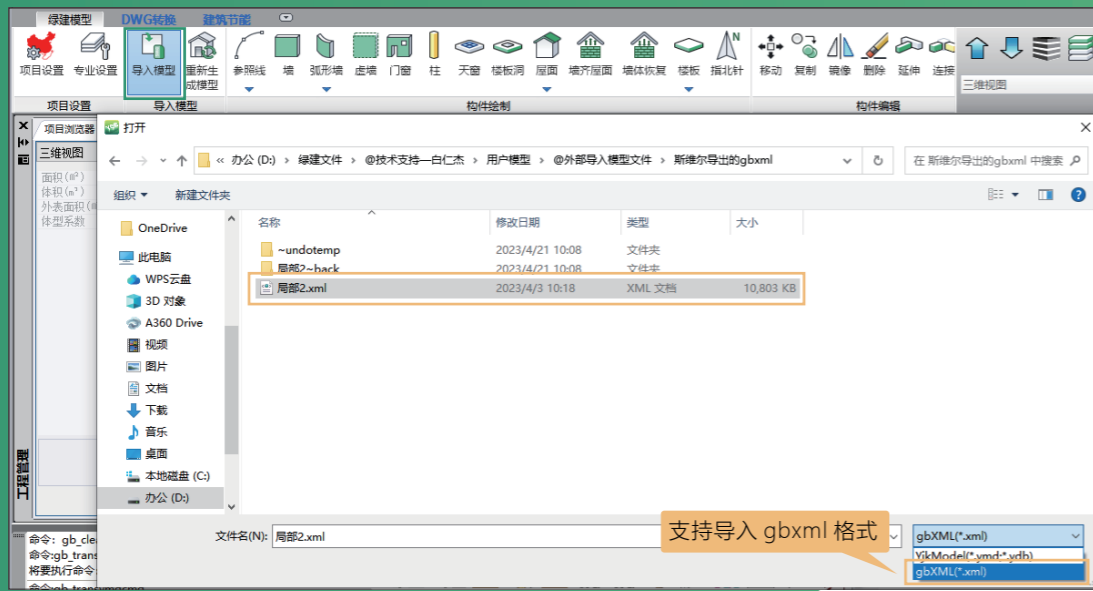 绿建模型 DWG转换 建筑节能
项目设置 专业设置 导入模型 重新生成模型 参照线 墙 弧形墙 虚墙 门窗 柱 天窗 楼板洞 屋面 墙齐屋面 墙体恢复 楼板 指北针 移动 复制 镜像 删除 延伸 连接
N
三维视图
项目设置 导入模型 构件绘制 构件编辑
项目浏览器 打开
三维视图
« 办公 (D:) › 绿建文件 › @技术支持—白仁杰 › 用户模型 › @外部导入模型文件 › 斯维尔导出的gbxml
在 斯维尔导出的gbxml 中搜索
面积(m²)
体积(m³)
外表面积(
体型系数
组织 新建文件夹
名称 修改日期 类型 大小
OneDrive
此电脑
WPS云盘
3D 对象
A360 Drive
视频
图片
文档
下载
音乐
桌面
本地磁盘 (C:)
办公 (D:)
~undotemp 2023/4/21 10:08 文件夹
局部2~back 2023/4/21 10:08 文件夹
局部2.xml 2023/4/3 10:18 XML 文档 10,803 KB
工程管理
文件名(N): 局部2.xml
支持导入 gbxml 格式
gbXML(*.xml)
YjkModel(*.ymd;*.ydb)
gbXML(*.xml)
命令: gb_cle
命令:gb_trans
将要执行命令
命令:gb_transymdcmd